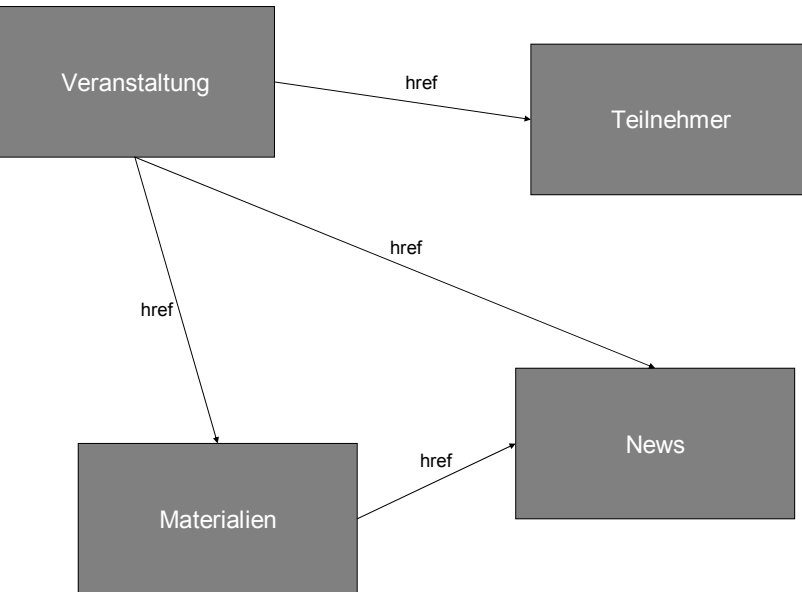 Veranstaltung
href
Teilnehmer
href
href
News
href
Materialien